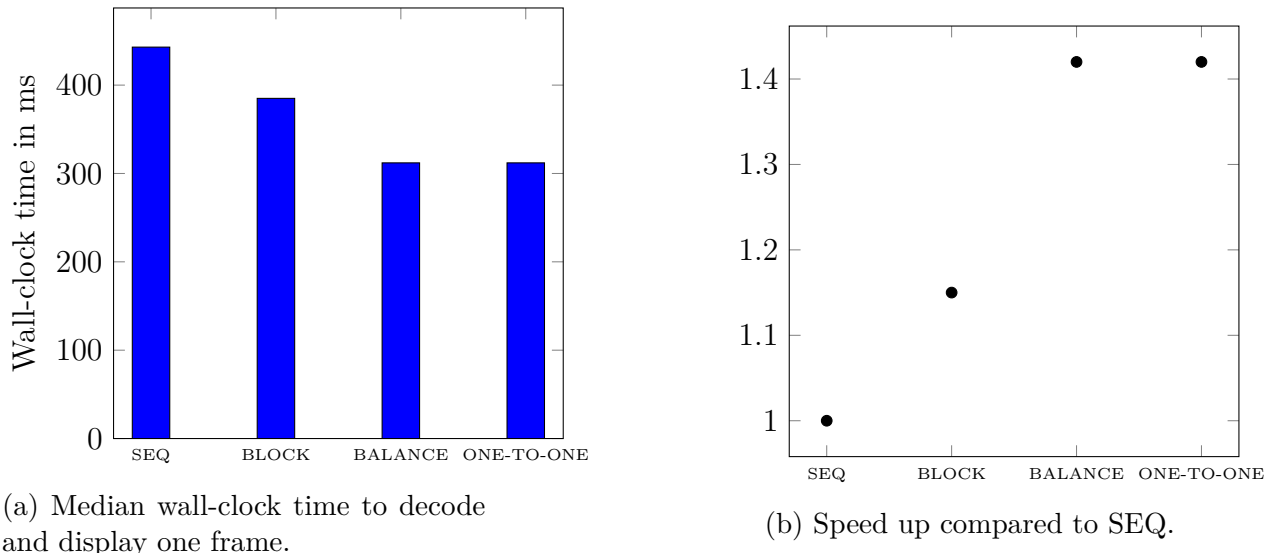 Wall-clock time in ms
400
300
200
100
0
SEQ BLOCK BALANCE ONE-TO-ONE
(a) Median wall-clock time to decode
and display one frame.
1.4
1.3
1.2
1.1
1
SEQ BLOCK BALANCE ONE-TO-ONE
(b) Speed up compared to SEQ.